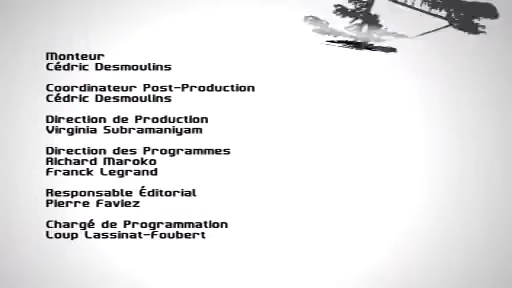 Monteur
Cédric Desmoulins
Coordinateur Post-Production
Cédric Desmoulins
Direction de Production
Virginia Subramaniyam
Direction des Programmes
Richard Maroko
Franck Legrand
Responsable Éditorial
Pierre Faviez
Chargé de Programmation
Loup Lassinat-Foubert